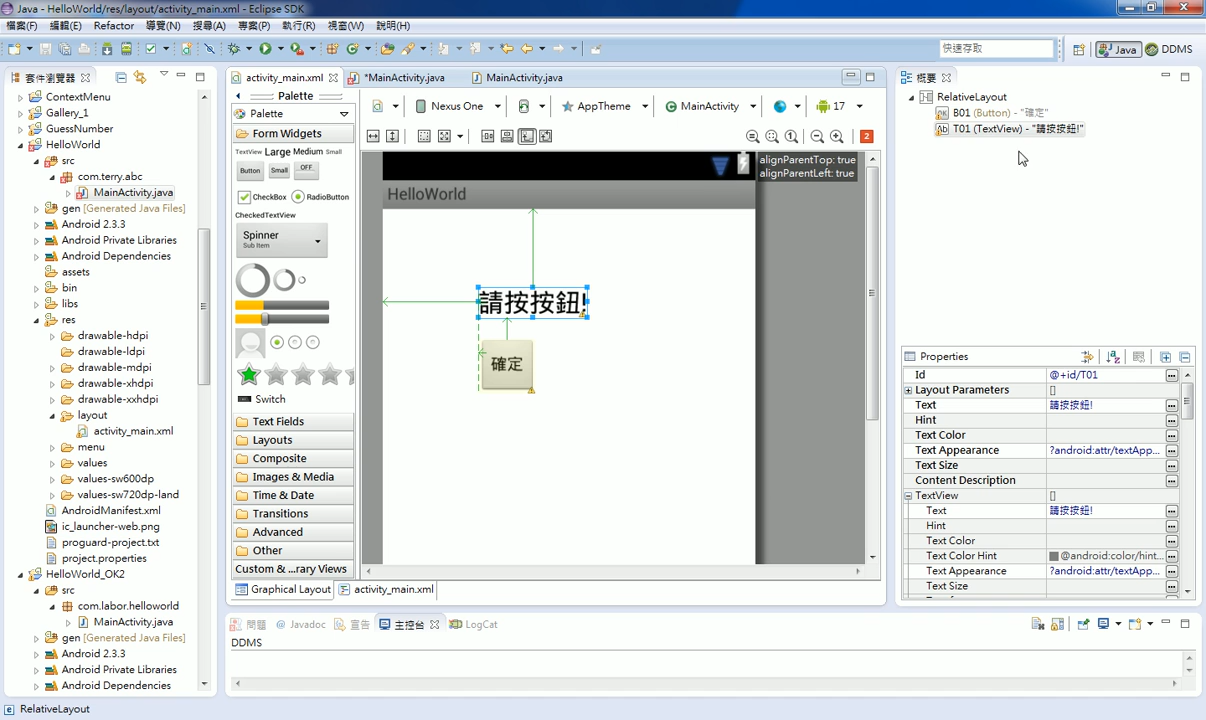 Java - HelloWorld/res/layout/activity_main.xml - Eclipse SDK
檔案(F) 編輯(E) Refactor 導覽(N) 搜尋(A) 專案(P) 執行(R) 視窗(W) 說明(H)
快速存取
Java
DDMS
套件瀏覽器
ContextMenu
Gallery_1
GuessNumber
HelloWorld
src
com.terry.abc
MainActivity.java
gen [Generated Java Files]
Android 2.3.3
Android Private Libraries
Android Dependencies
assets
bin
libs
res
drawable-hdpi
drawable-ldpi
drawable-mdpi
drawable-xhdpi
drawable-xxhdpi
layout
activity_main.xml
menu
values
values-sw600dp
values-sw720dp-land
AndroidManifest.xml
ic_launcher-web.png
proguard-project.txt
project.properties
HelloWorld_OK2
src
com.labor.helloworld
MainActivity.java
gen [Generated Java Files]
Android 2.3.3
Android Private Libraries
Android Dependencies
activity_main.xml
*MainActivity.java
MainActivity.java
Palette
Palette
Form Widgets
TextView Large Medium Small
Button Small OFF
CheckBox RadioButton
CheckedTextView
Spinner
Sub Item
Switch
Text Fields
Layouts
Composite
Images & Media
Time & Date
Transitions
Advanced
Other
Custom & ...rary Views
Nexus One
AppTheme
MainActivity
17
2
HelloWorld
請按按鈕!
確定
alignParentTop: true
alignParentLeft: true
Graphical Layout
activity_main.xml
概要
RelativeLayout
B01 (Button) - "確定"
T01 (TextView) - "請按按鈕!"
Properties
Id @+id/T01
Layout Parameters []
Text 請按按鈕!
Hint
Text Color
Text Appearance ?android:attr/textApp...
Text Size
Content Description
TextView []
Text 請按按鈕!
Hint
Text Color
Text Color Hint @android:color/hint...
Text Appearance ?android:attr/textApp...
Text Size
問題 Javadoc 宣告 主控台 LogCat
DDMS
RelativeLayout